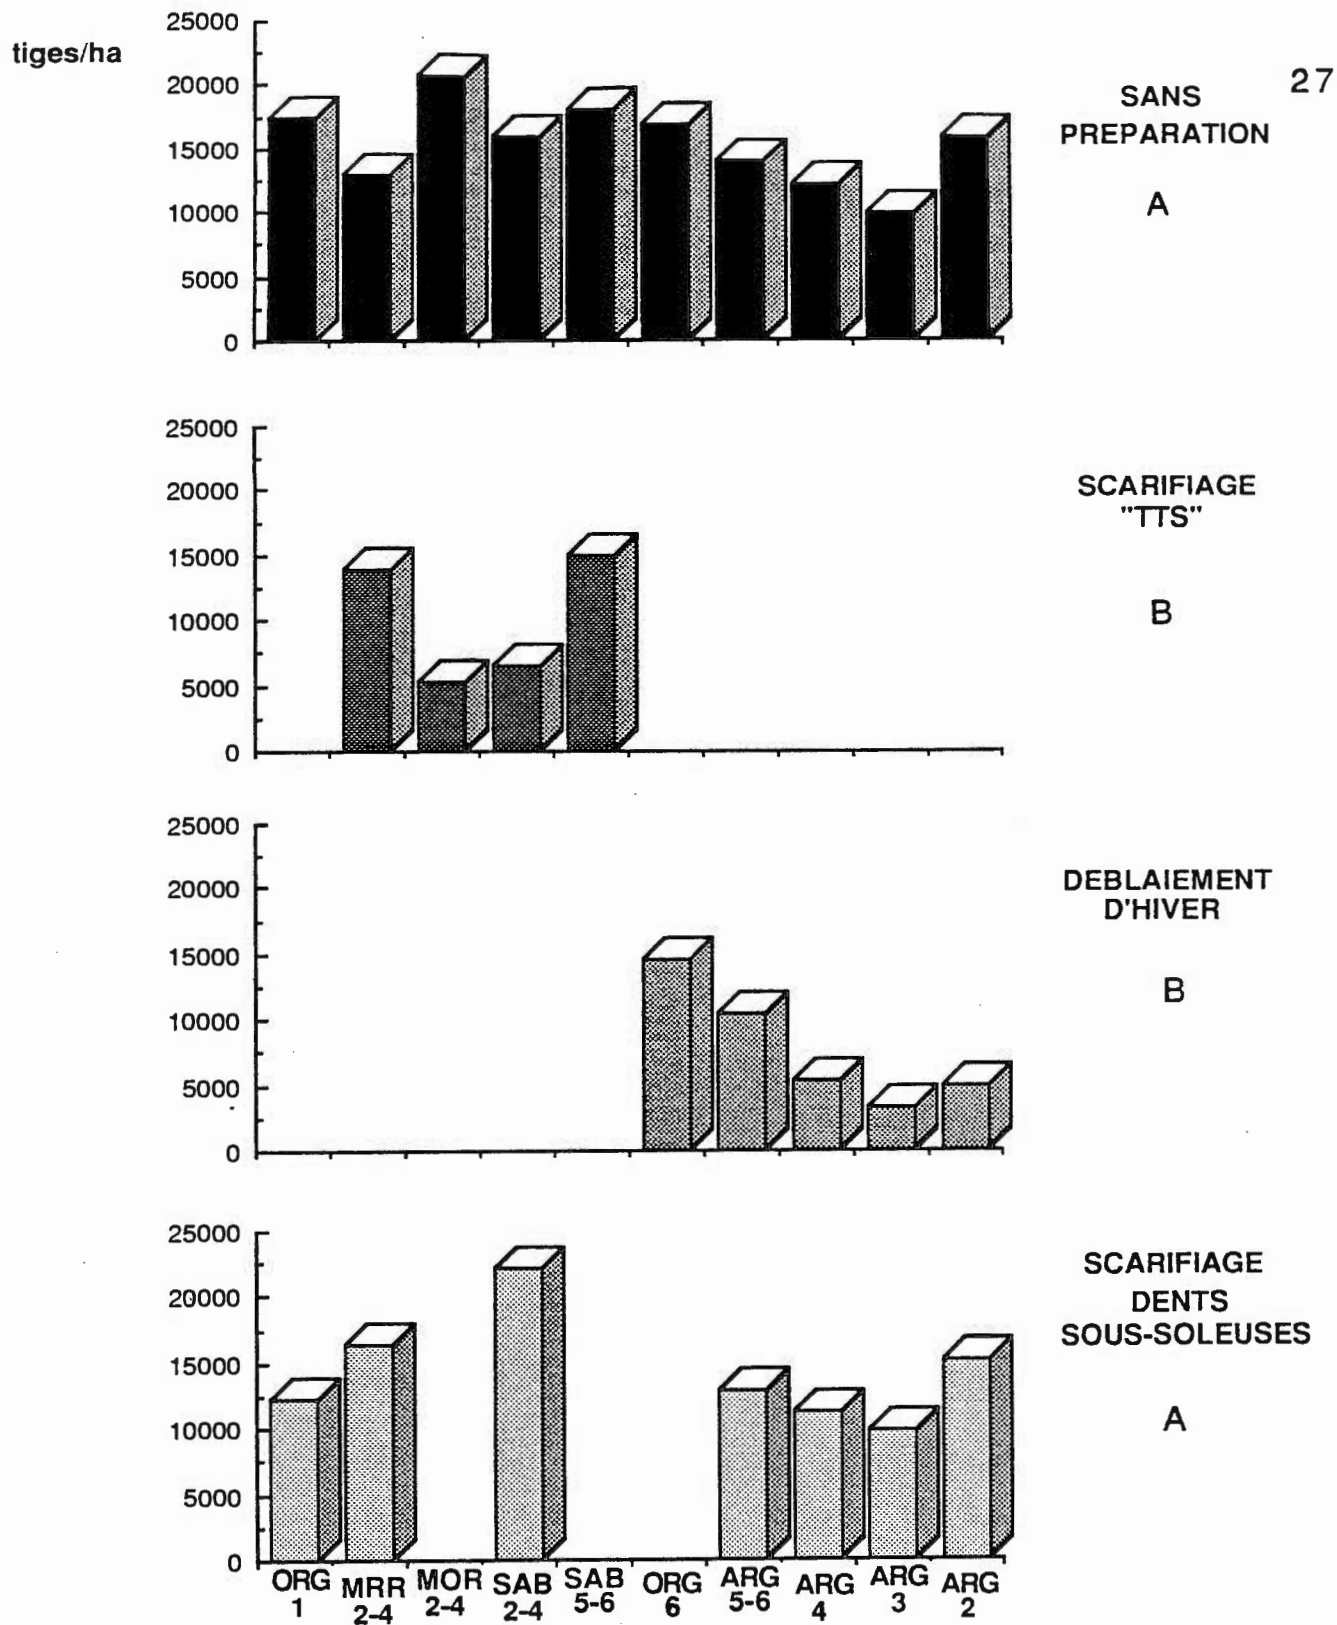 tiges/ha
27
25000
20000
15000
10000
5000
0
SANS
PREPARATION
A
25000
20000
15000
10000
5000
0
SCARIFIAGE
"TTS"
B
25000
20000
15000
10000
5000
0
DEBLAIEMENT
D'HIVER
B
25000
20000
15000
10000
5000
0
SCARIFIAGE
DENTS
SOUS-SOLEUSES
A
ORG
1
MRR
2-4
MOR
2-4
SAB
2-4
SAB
5-6
ORG
6
ARG
5-6
ARG
4
ARG
3
ARG
2